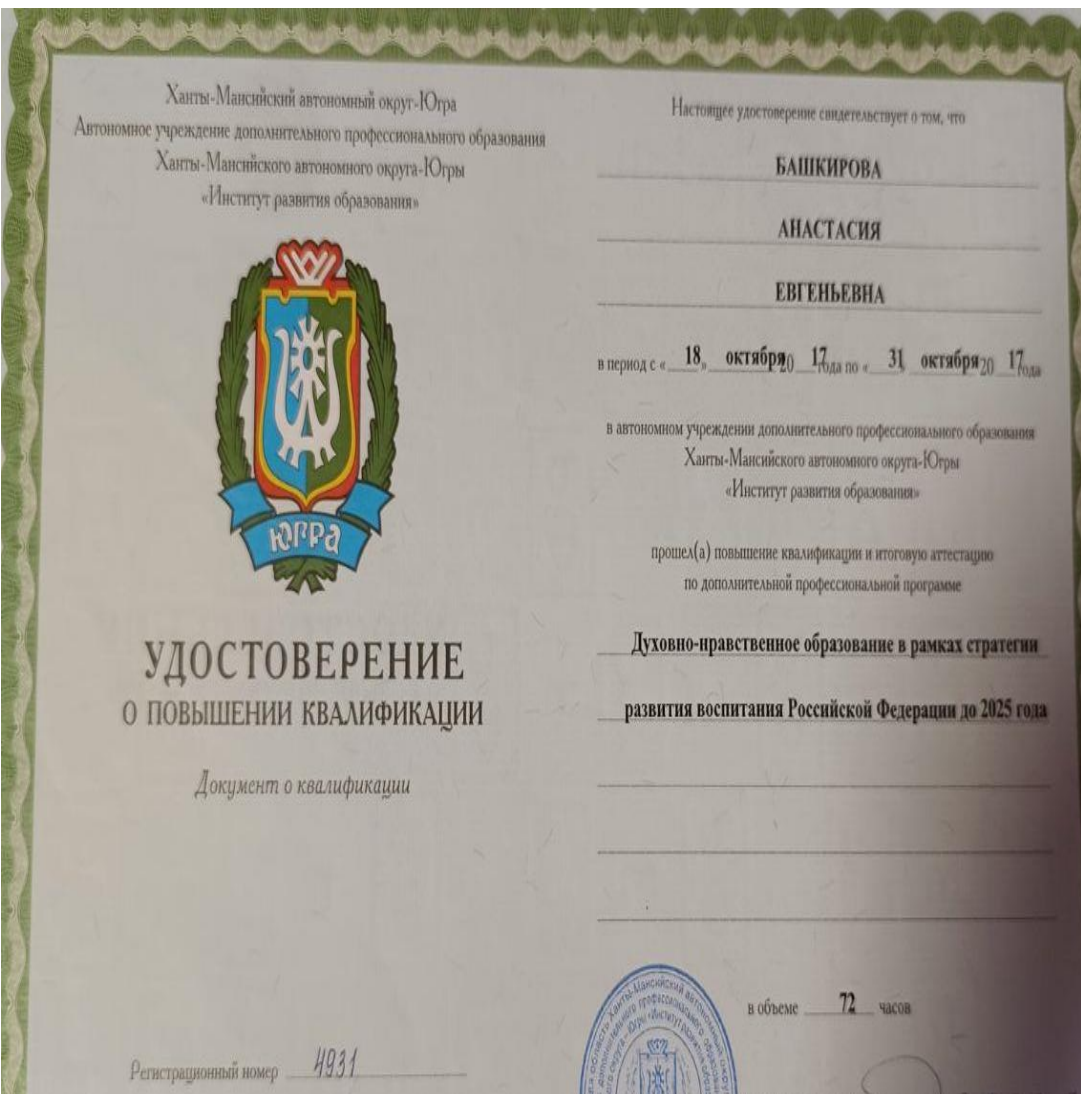 Ханты-Мансийский автономный округ-Югра
Автономное учреждение дополнительного профессионального образования
Ханты-Мансийского автономного округа-Югры
«Институт развития образования»
ЮГРА
УДОСТОВЕРЕНИЕ
О ПОВЫШЕНИИ КВАЛИФИКАЦИИ
Документ о квалификации
Регистрационный номер 4931
Настоящее удостоверение свидетельствует о том, что
БАШКИРОВА
АНАСТАСИЯ
ЕВГЕНЬЕВНА
в период с « 18 » октября 20 17 года по « 31 октября 20 17 года
в автономном учреждении дополнительного профессионального образования
Ханты-Мансийского автономного округа-Югры
«Институт развития образования»
прошел(а) повышение квалификации и итоговую аттестацию
по дополнительной профессиональной программе
Духовно-нравственное образование в рамках стратегии
развития воспитания Российской Федерации до 2025 года
в объеме 72 часов